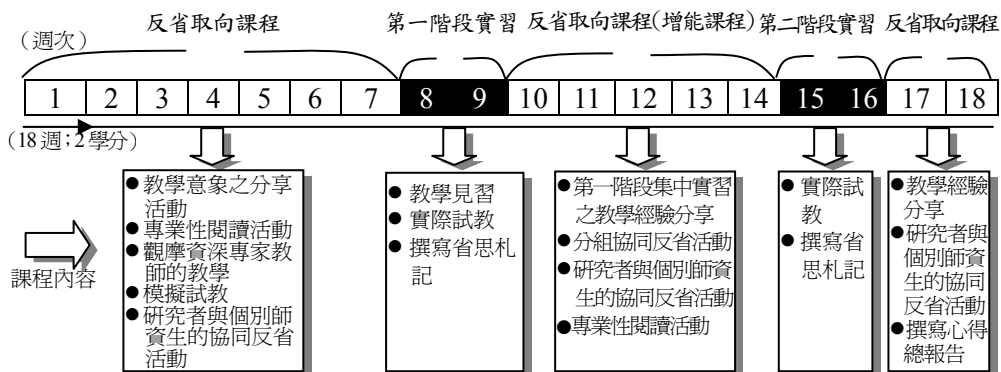 反省取向課程
第一階段實習
反省取向課程(增能課程)
第二階段實習
反省取向課程
(週次)
1 2 3 4 5 6 7 8 9 10 11 12 13 14 15 16 17 18
(18週;2學分)
課程內容
● 教學意象之分享
活動
● 專業性閱讀活動
● 觀摩資深專家教
師的教學
● 模擬試教
● 研究者與個別師
資生的協同反省
活動
● 教學見習
● 實際試教
● 撰寫省思札
記
● 第一階段集中實習
之教學經驗分享
● 分組協同反省活動
● 研究者與個別師資
生的協同反省活動
● 專業性閱讀活動
● 實際試
教
● 撰寫省
思札記
● 教學經驗
分享
● 研究者與
個別師資
生的協同
反省活動
● 撰寫心得
總報告